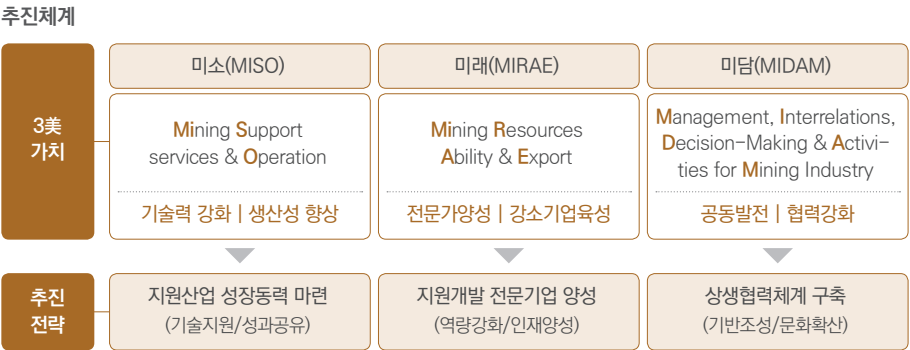 추진체계
3美
가치
미소(MISO)
Mining Support
services & Operation
기술력 강화 | 생산성 향상
미래(MIRAE)
Mining Resources
Ability & Export
전문가양성 | 강소기업육성
미담(MIDAM)
Management, Interrelations,
Decision-Making & Activi-
ties for Mining Industry
공동발전 | 협력강화
추진
전략
지원산업 성장동력 마련
(기술지원/성과공유)
지원개발 전문기업 양성
(역량강화/인재양성)
상생협력체계 구축
(기반조성/문화확산)